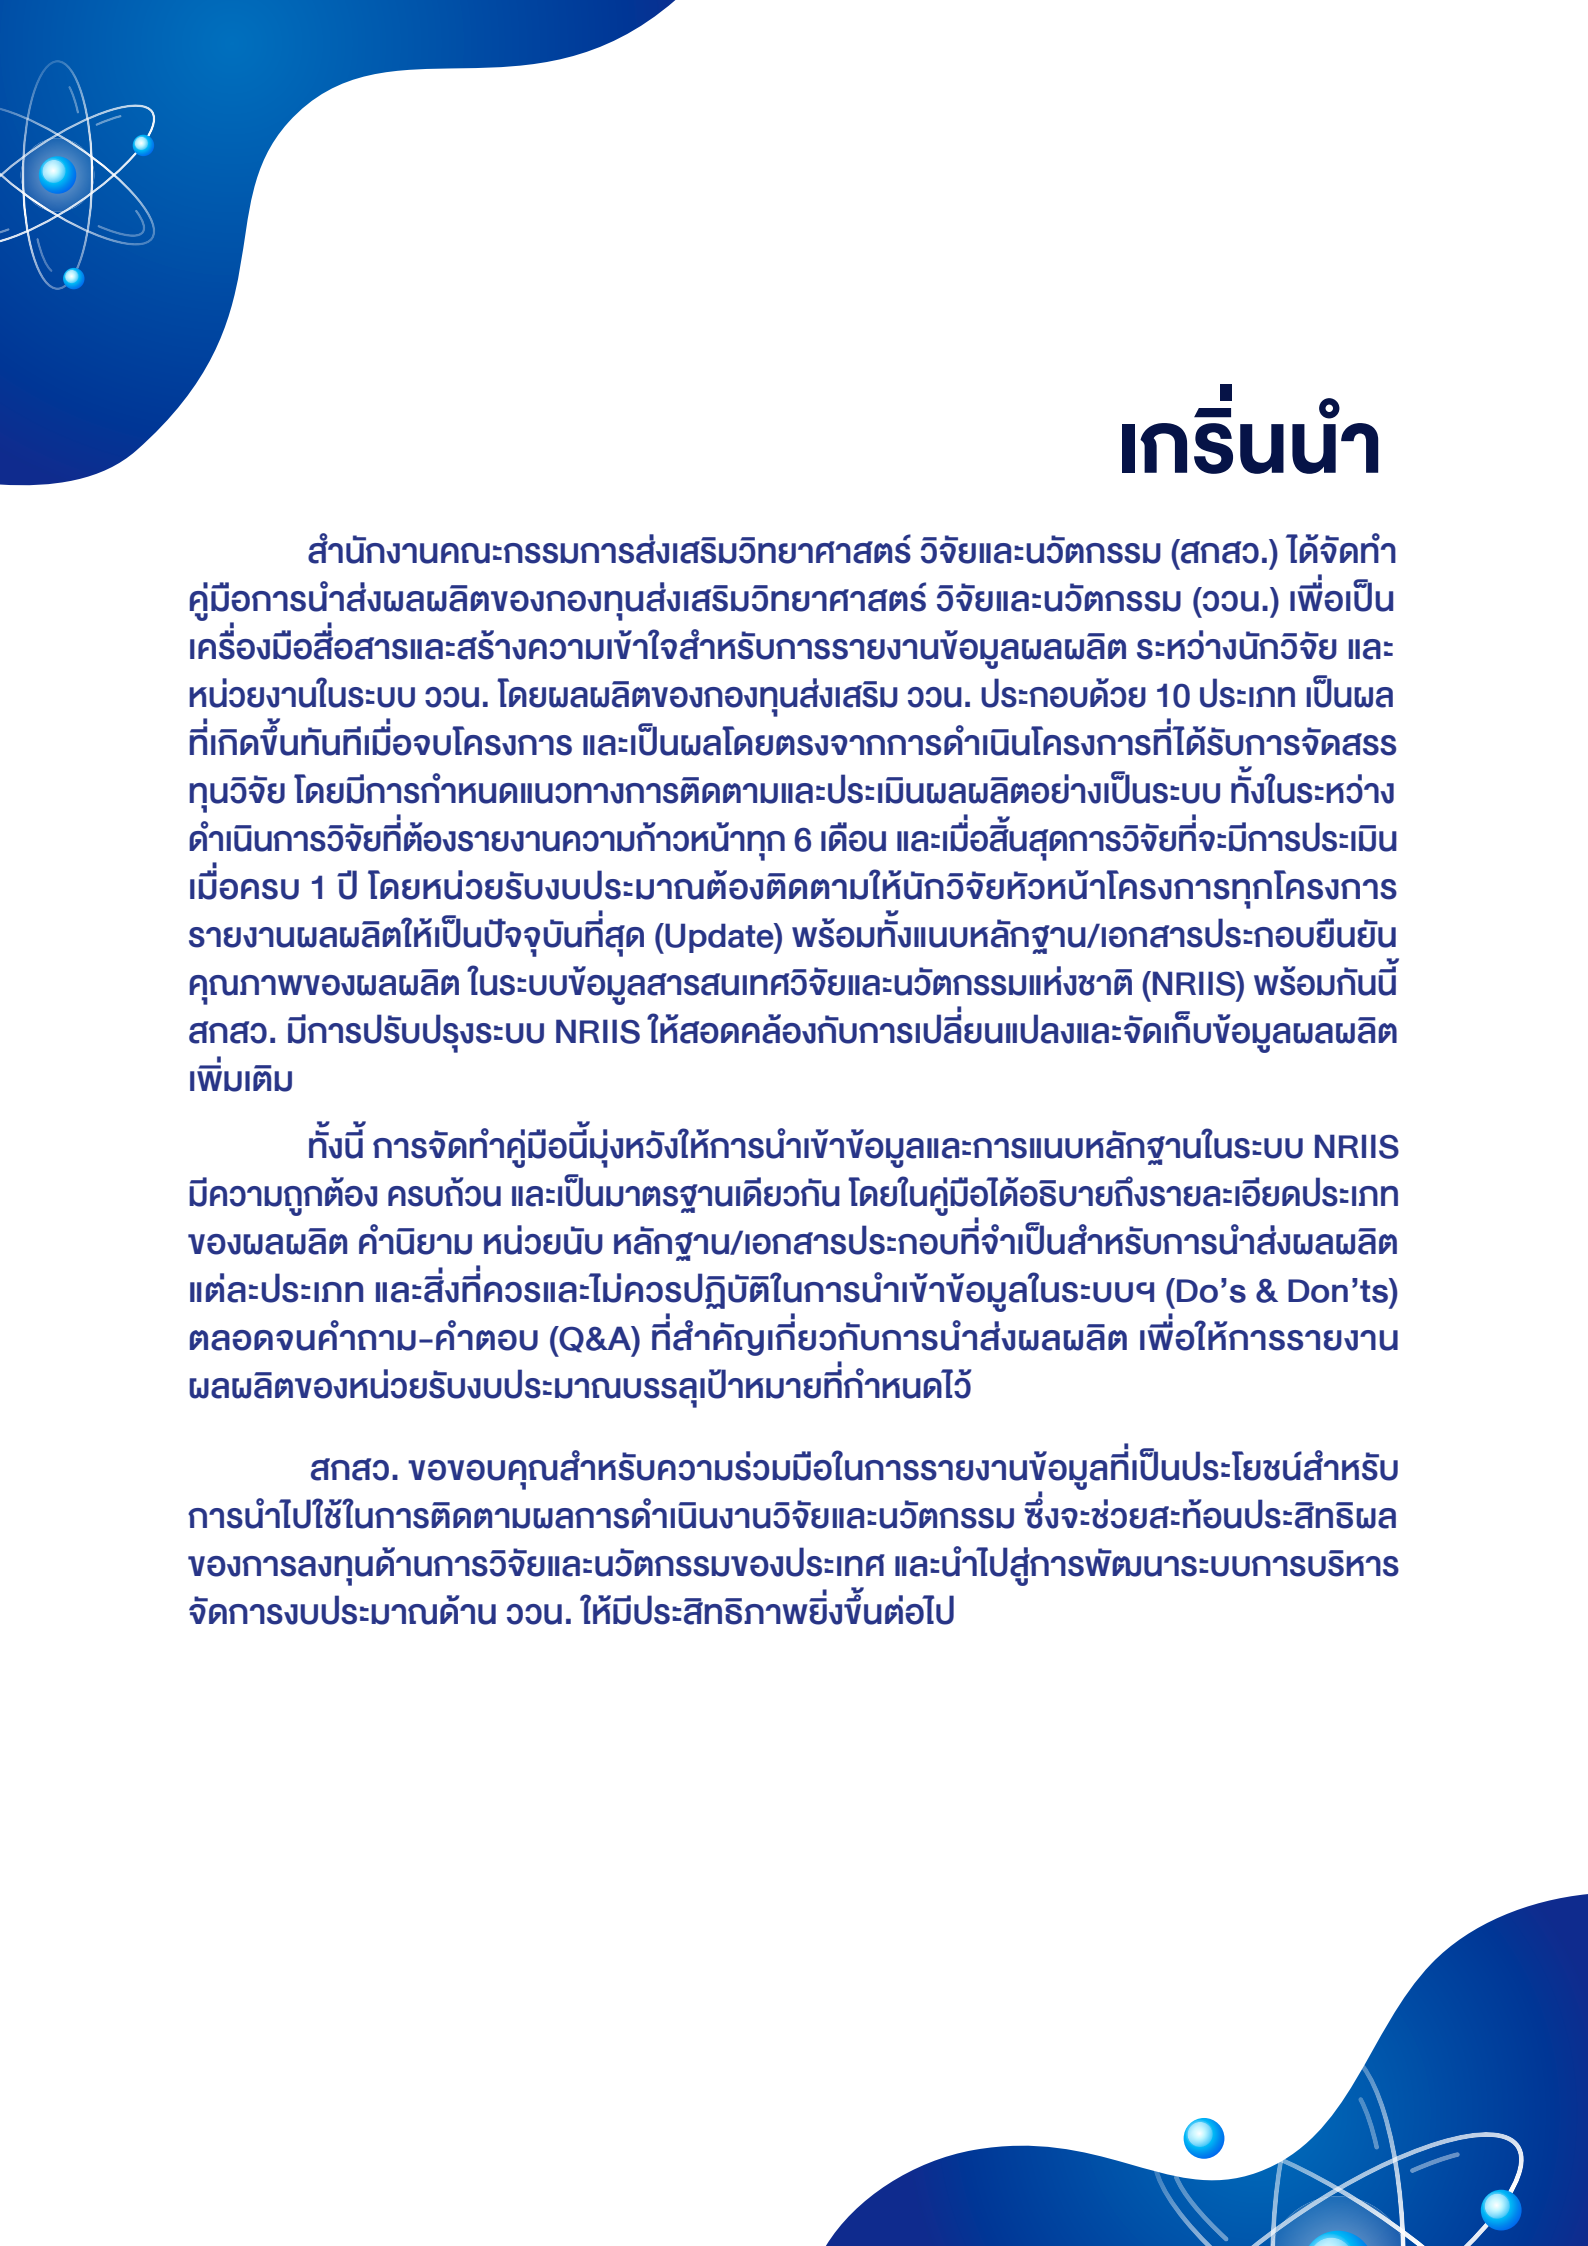 เกริ่นนำ
สำนักงานคณะกรรมการส่งเสริมวิทยาศาสตร์ วิจัยและนวัตกรรม (สกสว.) ได้จัดทำ
คู่มือการนำส่งผลผลิตของกองทุนส่งเสริมวิทยาศาสตร์ วิจัยและนวัตกรรม (ววน.) เพื่อเป็น
เครื่องมือสื่อสารและสร้างความเข้าใจสำหรับการรายงานข้อมูลผลผลิต ระหว่างนักวิจัย และ
หน่วยงานในระบบ ววน. โดยผลผลิตของกองทุนส่งเสริม ววน. ประกอบด้วย 10 ประเภท เป็นผล
ที่เกิดขึ้นทันทีเมื่อจบโครงการ และเป็นผลโดยตรงจากการดำเนินโครงการที่ได้รับการจัดสรร
ทุนวิจัย โดยมีการกำหนดแนวทางการติดตามและประเมินผลผลิตอย่างเป็นระบบ ทั้งในระหว่าง
ดำเนินการวิจัยที่ต้องรายงานความก้าวหน้าทุก 6 เดือน และเมื่อสิ้นสุดการวิจัยที่จะมีการประเมิน
เมื่อครบ 1 ปี โดยหน่วยรับงบประมาณต้องติดตามให้นักวิจัยหัวหน้าโครงการทุกโครงการ
รายงานผลผลิตให้เป็นปัจจุบันที่สุด (Update) พร้อมทั้งแนบหลักฐาน/เอกสารประกอบยืนยัน
คุณภาพของผลผลิต ในระบบข้อมูลสารสนเทศวิจัยและนวัตกรรมแห่งชาติ (NRIIS) พร้อมกันนี้
สกสว. มีการปรับปรุงระบบ NRIIS ให้สอดคล้องกับการเปลี่ยนแปลงและจัดเก็บข้อมูลผลผลิต
เพิ่มเติม
ทั้งนี้ การจัดทำคู่มือนี้มุ่งหวังให้การนำเข้าข้อมูลและการแนบหลักฐานในระบบ NRIIS
มีความถูกต้อง ครบถ้วน และเป็นมาตรฐานเดียวกัน โดยในคู่มือได้อธิบายถึงรายละเอียดประเภท
ของผลผลิต คำนิยาม หน่วยนับ หลักฐาน/เอกสารประกอบที่จำเป็นสำหรับการนำส่งผลผลิต
แต่ละประเภท และสิ่งที่ควรและไม่ควรปฏิบัติในการนำเข้าข้อมูลในระบบฯ (Do’s & Don’ts)
ตลอดจนคำถาม-คำตอบ (Q&A) ที่สำคัญเกี่ยวกับการนำส่งผลผลิต เพื่อให้การรายงาน
ผลผลิตของหน่วยรับงบประมาณบรรลุเป้าหมายที่กำหนดไว้
สกสว. ขอขอบคุณสำหรับความร่วมมือในการรายงานข้อมูลที่เป็นประโยชน์สำหรับ
การนำไปใช้ในการติดตามผลการดำเนินงานวิจัยและนวัตกรรม ซึ่งจะช่วยสะท้อนประสิทธิผล
ของการลงทุนด้านการวิจัยและนวัตกรรมของประเทศ และนำไปสู่การพัฒนาระบบการบริหาร
จัดการงบประมาณด้าน ววน. ให้มีประสิทธิภาพยิ่งขึ้นต่อไป